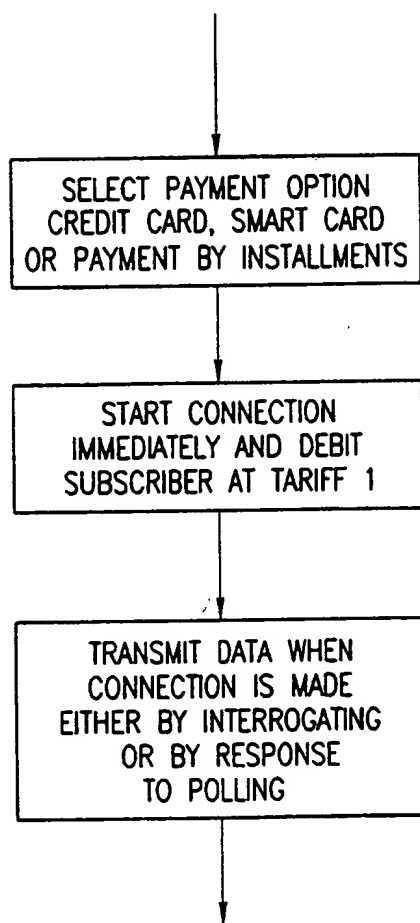 SELECT PAYMENT OPTION
CREDIT CARD, SMART CARD
OR PAYMENT BY INSTALLMENTS
START CONNECTION
IMMEDIATELY AND DEBIT
SUBSCRIBER AT TARIFF 1
TRANSMIT DATA WHEN
CONNECTION IS MADE
EITHER BY INTERROGATING
OR BY RESPONSE
TO POLLING